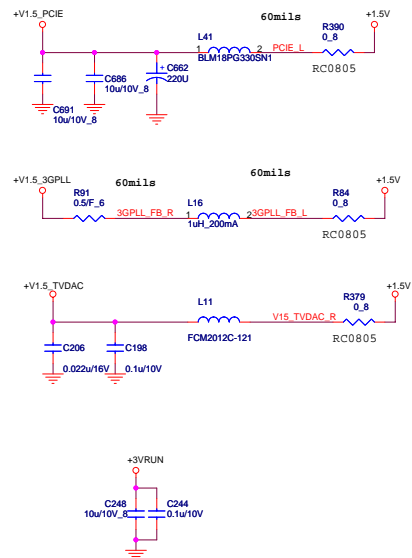 +V1.5_PCIE
60mils
+1.5V
L41
R390
1 2 PCIE_L 0_8
BLM18PG330SN1
RC0805
C686
10u/10V_8
+ C662
220U
C691
10u/10V_8
+V1.5_3GPLL
60mils
60mils
+1.5V
R91
0.5/F_6
3GPLL_FB_R
L16
1 2
1uH_200mA
3GPLL_FB_L
R84
0_8
RC0805
+V1.5_TVDAC
+1.5V
L11
R379
0_8
V15_TVDAC_R
FCM2012C-121
RC0805
C206
0.022u/16V
C198
0.1u/10V
+3VRUN
C248
10u/10V_8
C244
0.1u/10V